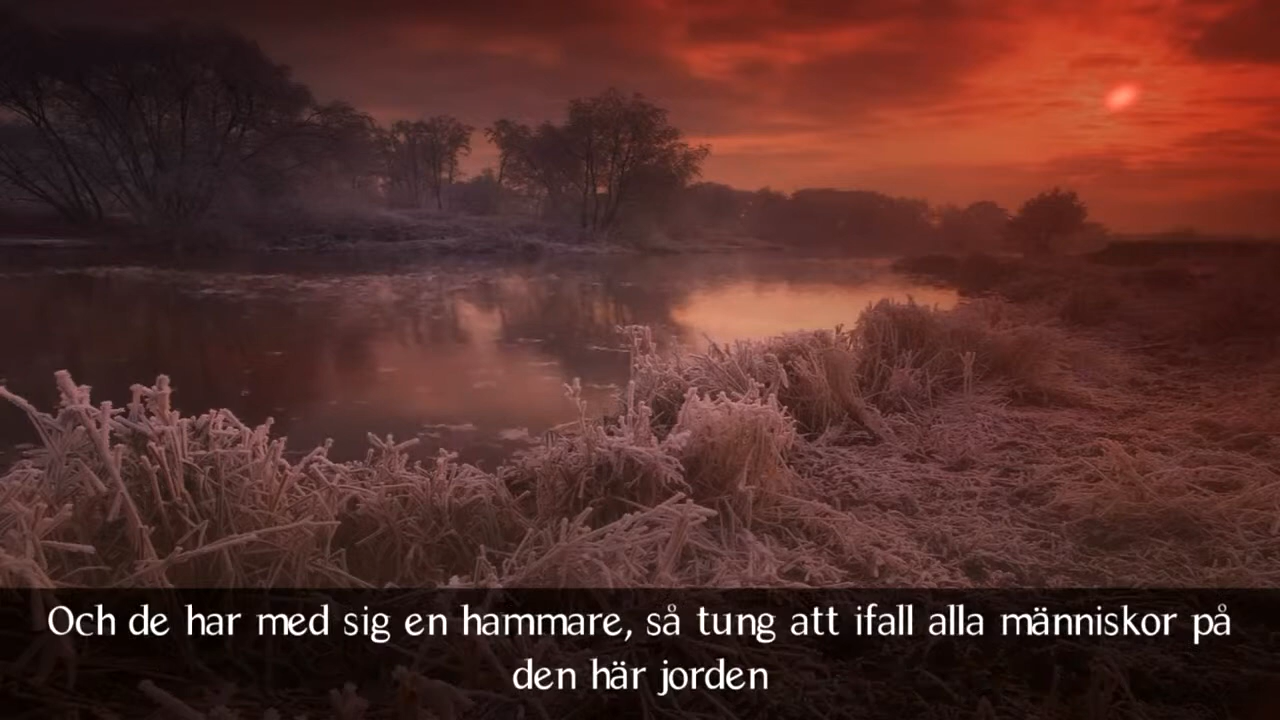 Och de har med sig en hammare, så tung att ifall alla människor på
den här jorden